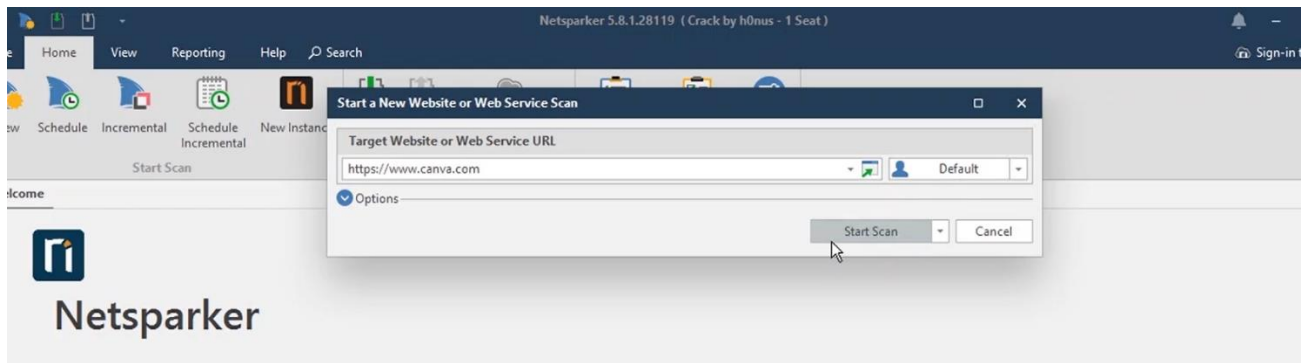 Netsparker 5.8.1.28119 ( Crack by h0nus - 1 Seat )
Home View Reporting Help Search
Sign-in
Schedule Incremental Schedule Incremental New Instanc
Start Scan
Start a New Website or Web Service Scan
Target Website or Web Service URL
https://www.canva.com Default
Options
Start Scan Cancel
elcome
Netsparker